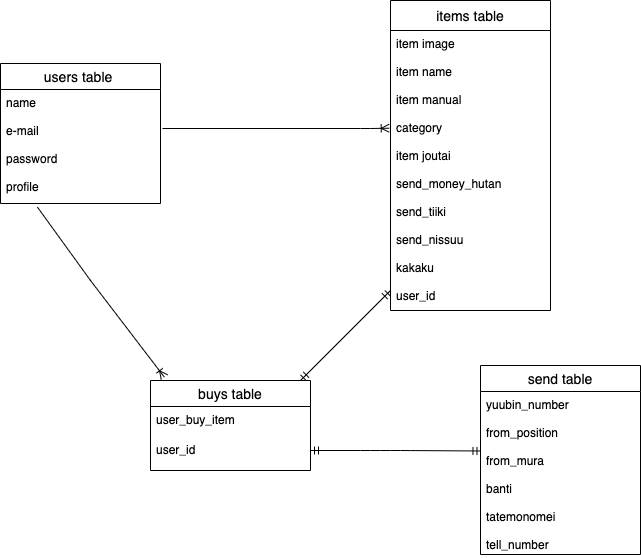 users table
name
e-mail
password
profile
items table
item image
item name
item manual
category
item joutai
send_money_hutan
send_tiiki
send_nissuu
kakaku
user_id
buys table
user_buy_item
user_id
send table
yuubin_number
from_position
from_mura
banti
tatemonomei
tell_number